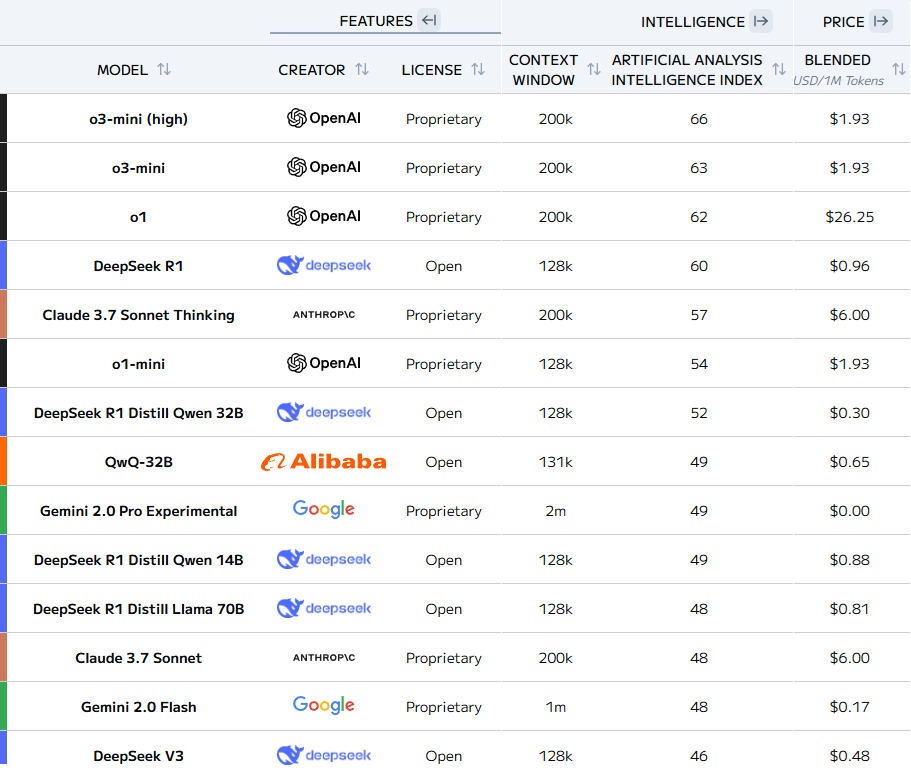 FEATURES INTELLIGENCE PRICE
MODEL CREATOR LICENSE CONTEXT WINDOW ARTIFICIAL ANALYSIS INTELLIGENCE INDEX BLENDED USD/1M Tokens
o3-mini (high) OpenAI Proprietary 200k 66 $1.93
o3-mini OpenAI Proprietary 200k 63 $1.93
o1 OpenAI Proprietary 200k 62 $26.25
DeepSeek R1 deepseek Open 128k 60 $0.96
Claude 3.7 Sonnet Thinking ANTHROP\C Proprietary 200k 57 $6.00
o1-mini OpenAI Proprietary 128k 54 $1.93
DeepSeek R1 Distill Qwen 32B deepseek Open 128k 52 $0.30
QwQ-32B Alibaba Open 131k 49 $0.65
Gemini 2.0 Pro Experimental Google Proprietary 2m 49 $0.00
DeepSeek R1 Distill Qwen 14B deepseek Open 128k 49 $0.88
DeepSeek R1 Distill Llama 70B deepseek Open 128k 48 $0.81
Claude 3.7 Sonnet ANTHROP\C Proprietary 200k 48 $6.00
Gemini 2.0 Flash Google Proprietary 1m 48 $0.17
DeepSeek V3 deepseek Open 128k 46 $0.48